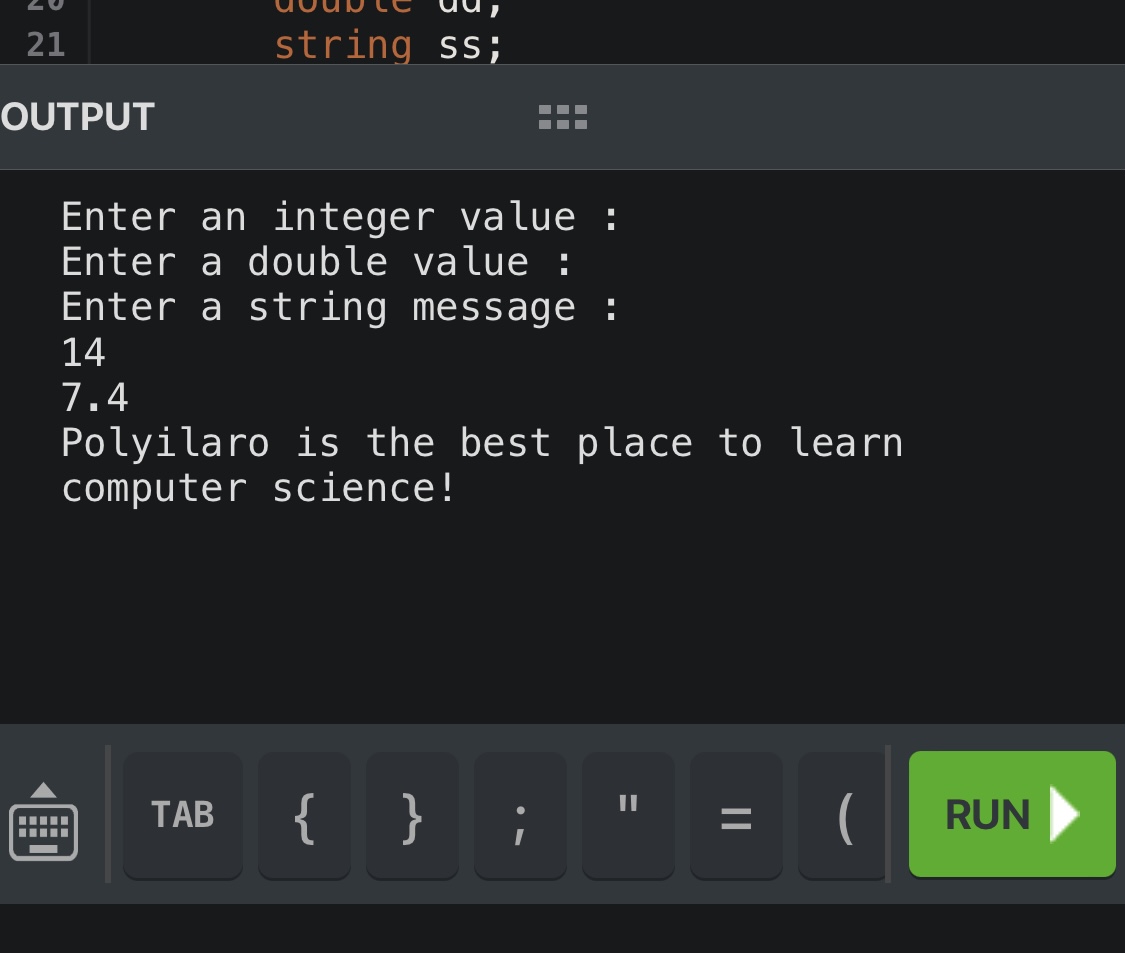 20 double dd;
21 string ss;
OUTPUT
Enter an integer value :
Enter a double value :
Enter a string message :
14
7.4
Polyilaro is the best place to learn
computer science!
TAB { } ; " = ( RUN